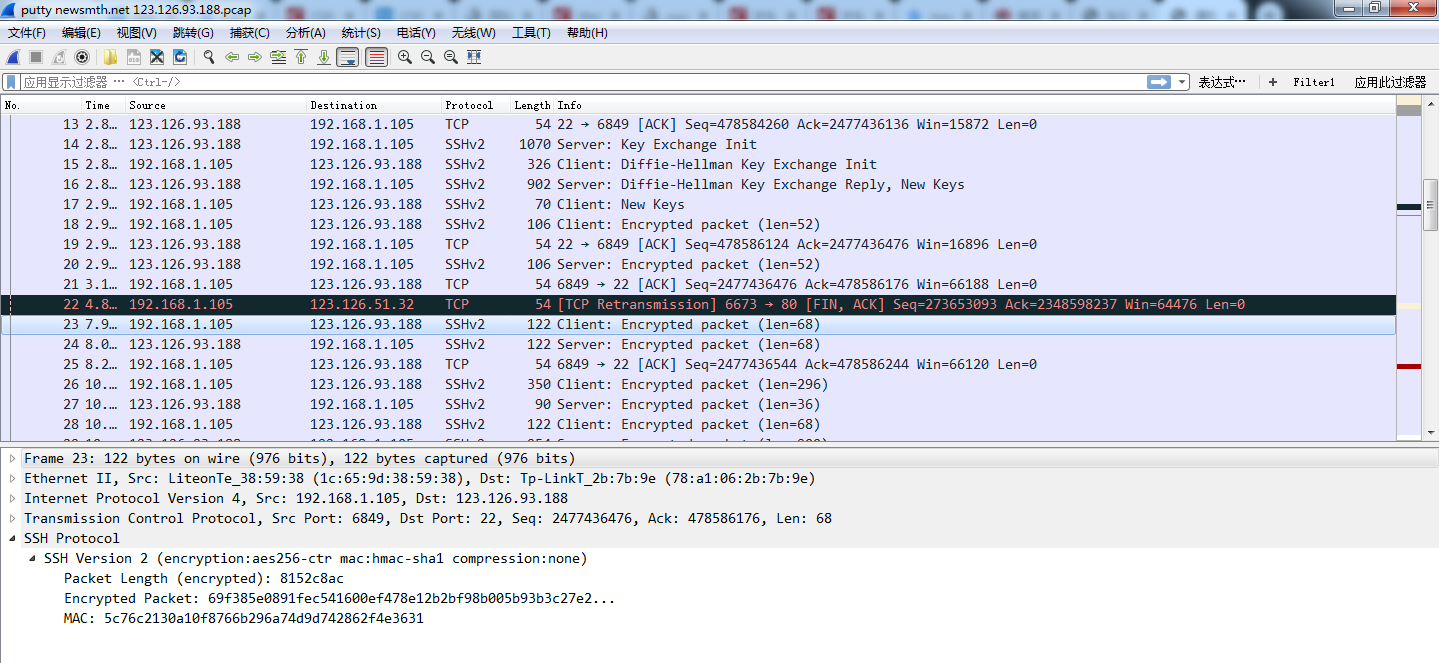 putty newsmth.net 123.126.93.188.pcap
文件(F) 编辑(E) 视图(V) 跳转(G) 捕获(C) 分析(A) 统计(S) 电话(Y) 无线(W) 工具(T) 帮助(H)
应用显示过滤器 … <Ctrl-/> 表达式… + Filter1 应用此过滤器
No. Time Source Destination Protocol Length Info
13 2.8… 123.126.93.188 192.168.1.105 TCP 54 22 → 6849 [ACK] Seq=478584260 Ack=2477436136 Win=15872 Len=0
14 2.8… 123.126.93.188 192.168.1.105 SSHv2 1070 Server: Key Exchange Init
15 2.8… 192.168.1.105 123.126.93.188 SSHv2 326 Client: Diffie-Hellman Key Exchange Init
16 2.8… 123.126.93.188 192.168.1.105 SSHv2 902 Server: Diffie-Hellman Key Exchange Reply, New Keys
17 2.9… 192.168.1.105 123.126.93.188 SSHv2 70 Client: New Keys
18 2.9… 192.168.1.105 123.126.93.188 SSHv2 106 Client: Encrypted packet (len=52)
19 2.9… 123.126.93.188 192.168.1.105 TCP 54 22 → 6849 [ACK] Seq=478586124 Ack=2477436476 Win=16896 Len=0
20 2.9… 123.126.93.188 192.168.1.105 SSHv2 106 Server: Encrypted packet (len=52)
21 3.1… 192.168.1.105 123.126.93.188 TCP 54 6849 → 22 [ACK] Seq=2477436476 Ack=478586176 Win=66188 Len=0
22 4.8… 192.168.1.105 123.126.51.32 TCP 54 [TCP Retransmission] 6673 → 80 [FIN, ACK] Seq=273653093 Ack=2348598237 Win=64476 Len=0
23 7.9… 192.168.1.105 123.126.93.188 SSHv2 122 Client: Encrypted packet (len=68)
24 8.0… 123.126.93.188 192.168.1.105 SSHv2 122 Server: Encrypted packet (len=68)
25 8.2… 192.168.1.105 123.126.93.188 TCP 54 6849 → 22 [ACK] Seq=2477436544 Ack=478586244 Win=66120 Len=0
26 10.… 192.168.1.105 123.126.93.188 SSHv2 350 Client: Encrypted packet (len=296)
27 10.… 123.126.93.188 192.168.1.105 SSHv2 90 Server: Encrypted packet (len=36)
28 10.… 192.168.1.105 123.126.93.188 SSHv2 122 Client: Encrypted packet (len=68)
Frame 23: 122 bytes on wire (976 bits), 122 bytes captured (976 bits)
Ethernet II, Src: LiteonTe_38:59:38 (1c:65:9d:38:59:38), Dst: Tp-LinkT_2b:7b:9e (78:a1:06:2b:7b:9e)
Internet Protocol Version 4, Src: 192.168.1.105, Dst: 123.126.93.188
Transmission Control Protocol, Src Port: 6849, Dst Port: 22, Seq: 2477436476, Ack: 478586176, Len: 68
SSH Protocol
SSH Version 2 (encryption:aes256-ctr mac:hmac-sha1 compression:none)
Packet Length (encrypted): 8152c8ac
Encrypted Packet: 69f385e0891fec541600ef478e12b2bf98b005b93b3c27e2...
MAC: 5c76c2130a10f8766b296a74d9d742862f4e3631